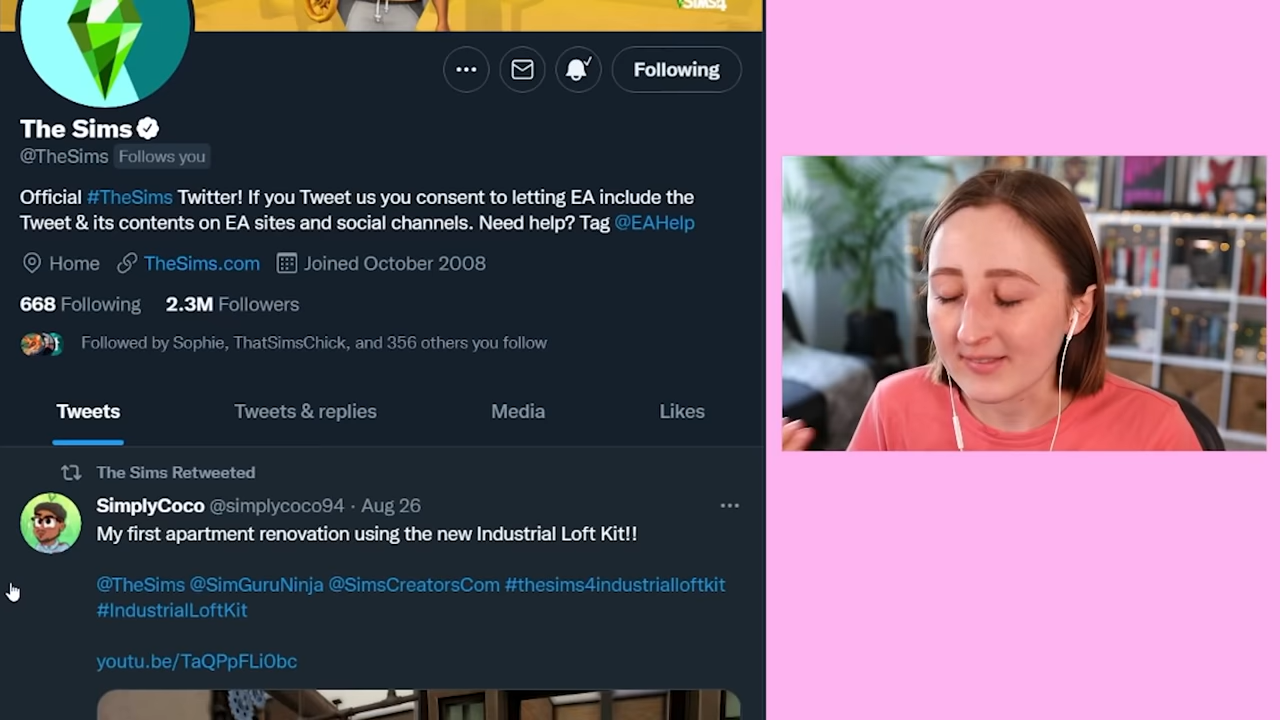 SIMS4
Following
The Sims
@TheSims Follows you
Official #TheSims Twitter! If you Tweet us you consent to letting EA include the
Tweet & its contents on EA sites and social channels. Need help? Tag @EAHelp
Home TheSims.com Joined October 2008
668 Following 2.3M Followers
Followed by Sophie, ThatSimsChick, and 356 others you follow
Tweets Tweets & replies Media Likes
The Sims Retweeted
SimplyCoco @simplycoco94 · Aug 26
My first apartment renovation using the new Industrial Loft Kit!!
@TheSims @SimGuruNinja @SimsCreatorsCom #thesims4industrialloftkit
#IndustrialLoftKit
youtu.be/TaQPpFLi0bc